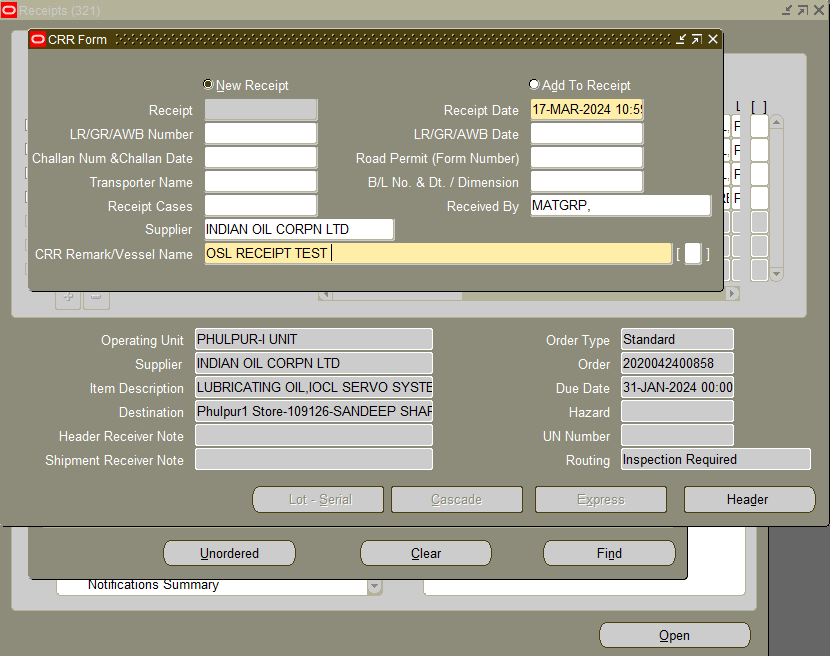 Receipts (321)
CRR Form
New Receipt
Add To Receipt
Receipt
Receipt Date 17-MAR-2024 10:59
LR/GR/AWB Number
LR/GR/AWB Date
Challan Num &Challan Date
Road Permit (Form Number)
Transporter Name
B/L No. & Dt. / Dimension
Receipt Cases
Received By MATGRP,
Supplier INDIAN OIL CORPN LTD
CRR Remark/Vessel Name OSL RECEIPT TEST [ ]
L [ ]
Operating Unit PHULPUR-I UNIT
Order Type Standard
Supplier INDIAN OIL CORPN LTD
Order 2020042400858
Item Description LUBRICATING OIL,IOCL SERVO SYSTE
Due Date 31-JAN-2024 00:00
Destination Phulpur1 Store-109126-SANDEEP SHAR
Hazard
Header Receiver Note
UN Number
Shipment Receiver Note
Routing Inspection Required
Lot - Serial
Cascade
Express
Header
Unordered
Clear
Find
Notifications Summary
Open